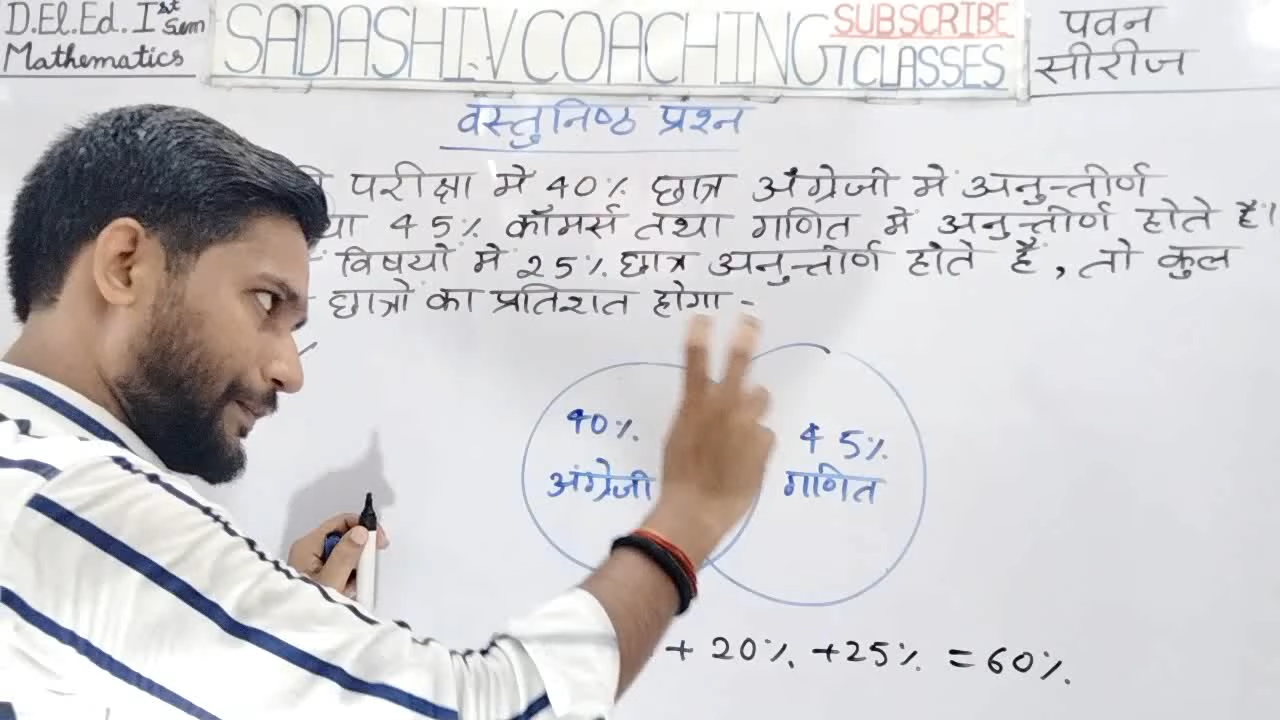 D.El.Ed. Ist Sem
Mathematics
SADASHIV COACHING CLASSES
SUBSCRIBE
पवन
सीरीज
वस्तुनिष्ठ प्रश्न
परीक्षा में 40% छात्र अंग्रेजी में अनुत्तीर्ण
45% कॉमर्स तथा गणित में अनुत्तीर्ण होते हैं।
विषयों में 25% छात्र अनुत्तीर्ण होते हैं, तो कुल
छात्रों का प्रतिशत होगा -
40%
अंग्रेजी
45%
गणित
+ 20% + 25% = 60%